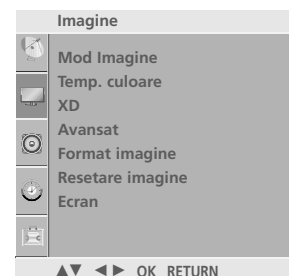 Imagine
Mod Imagine
Temp. culoare
XD
Avansat
Format imagine
Resetare imagine
Ecran
▲▼ ◄► OK RETURN